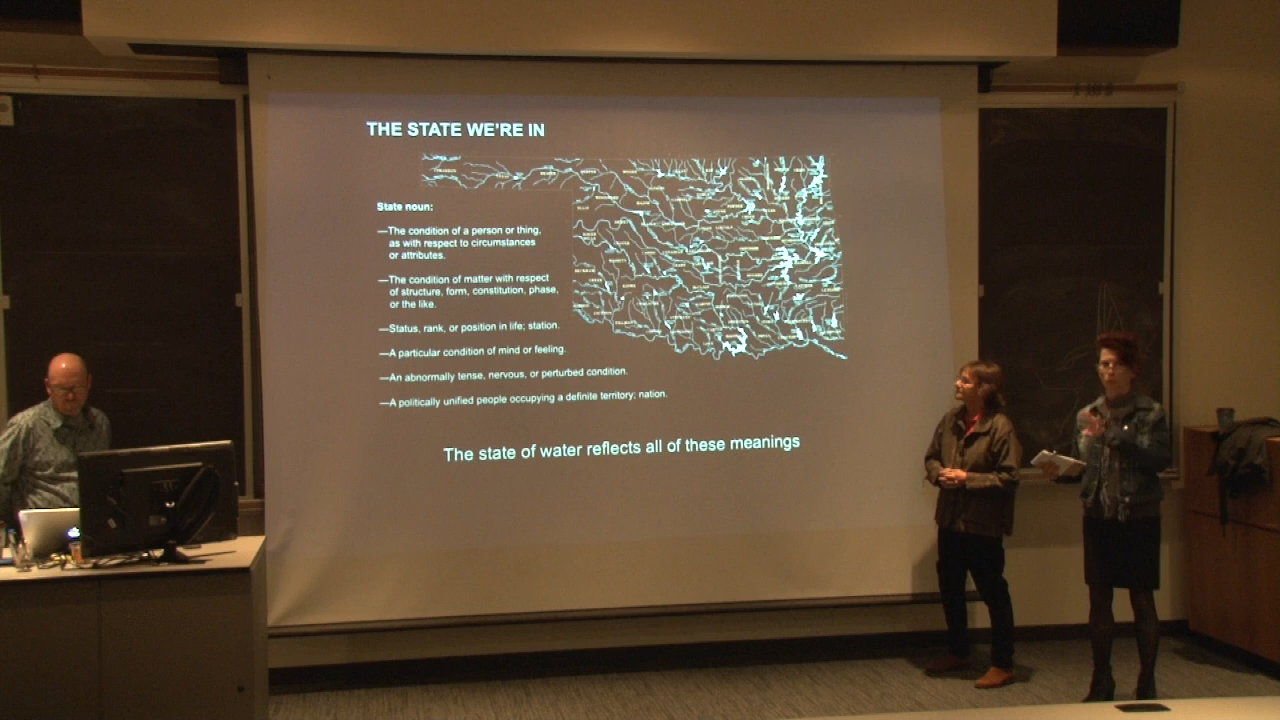 THE STATE WE'RE IN
State noun:
—The condition of a person or thing,
as with respect to circumstances
or attributes.
—The condition of matter with respect
of structure, form, constitution, phase,
or the like.
—Status, rank, or position in life; station.
—A particular condition of mind or feeling.
—An abnormally tense, nervous, or perturbed condition.
—A politically unified people occupying a definite territory; nation.
The state of water reflects all of these meanings